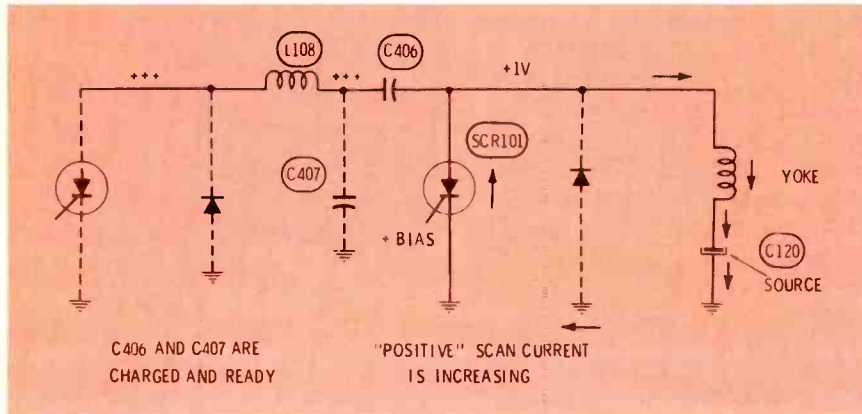 L108
C406
+++
+++
+1V
SCR101
C407
YOKE
+ BIAS
C120
SOURCE
C406 AND C407 ARE
CHARGED AND READY
"POSITIVE" SCAN CURRENT
IS INCREASING